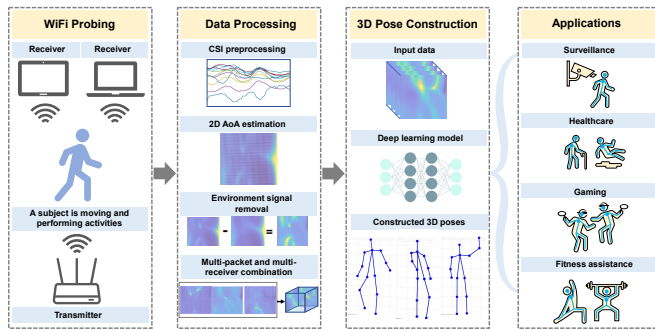 WiFi Probing
Receiver
Receiver
A subject is moving and
performing activities
Transmitter
Data Processing
CSI preprocessing
2D AoA estimation
Environment signal
removal
- =
Multi-packet and multi-
receiver combination
3D Pose Construction
Input data
Deep learning model
Constructed 3D poses
Applications
Surveillance
Healthcare
Gaming
Fitness assistance